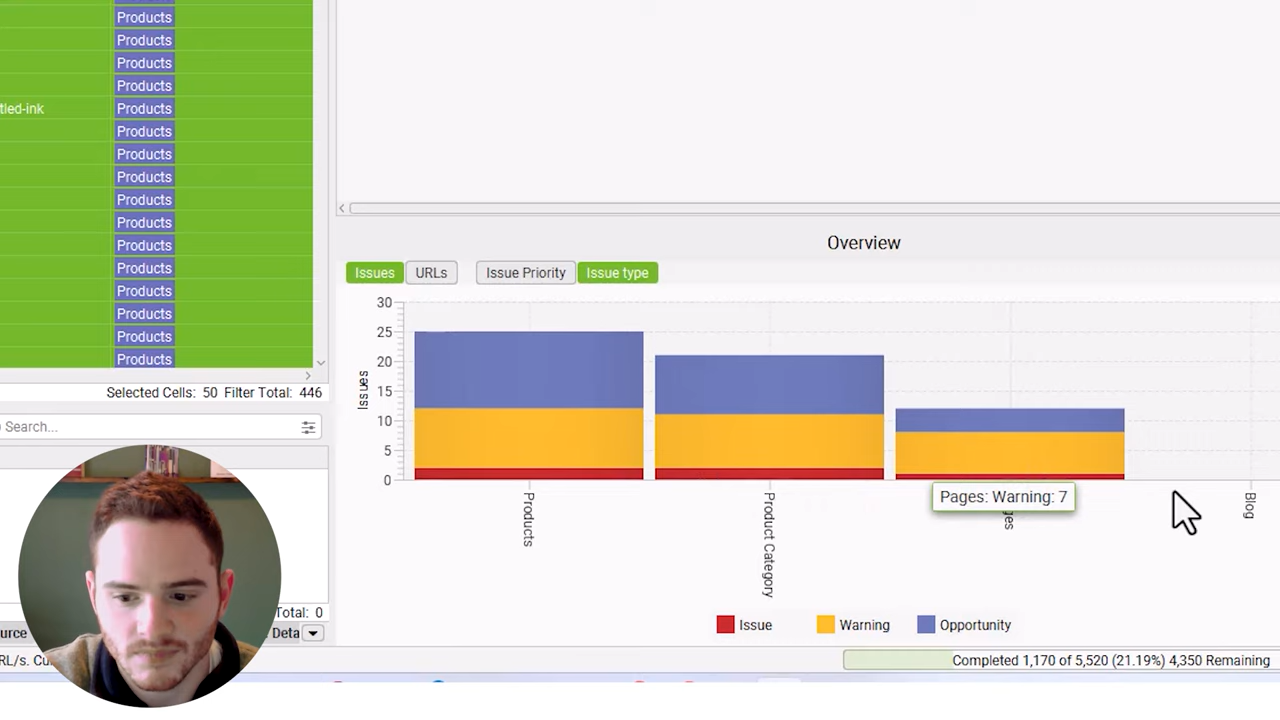 Products
Products
Products
Products
tled-ink Products
Products
Products
Products
Products
Products
Products
Products
Products
Products
Products
Products
Selected Cells: 50 Filter Total: 446
Search...
Total: 0
Deta
Overview
Issues URLs Issue Priority Issue type
30
25
20
15
10
5
0
Issues
Products
Product Category
Pages: Warning: 7
Blog
Issue Warning Opportunity
Completed 1,170 of 5,520 (21.19%) 4,350 Remaining